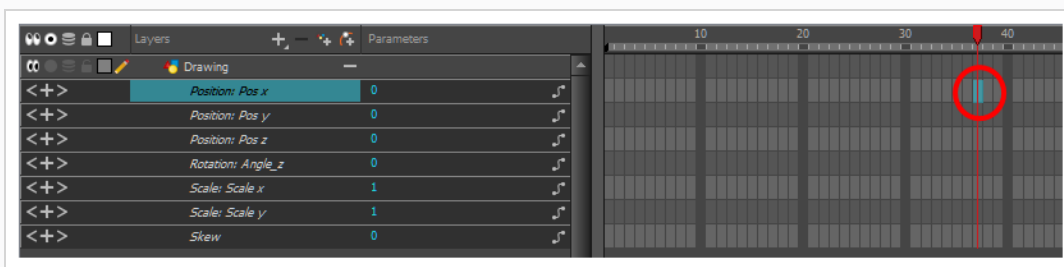 Layers Parameters 10 20 30 40
Drawing
Position: Pos x 0
Position: Pos y 0
Position: Pos z 0
Rotation: Angle_z 0
Scale: Scale x 1
Scale: Scale y 1
Skew 0